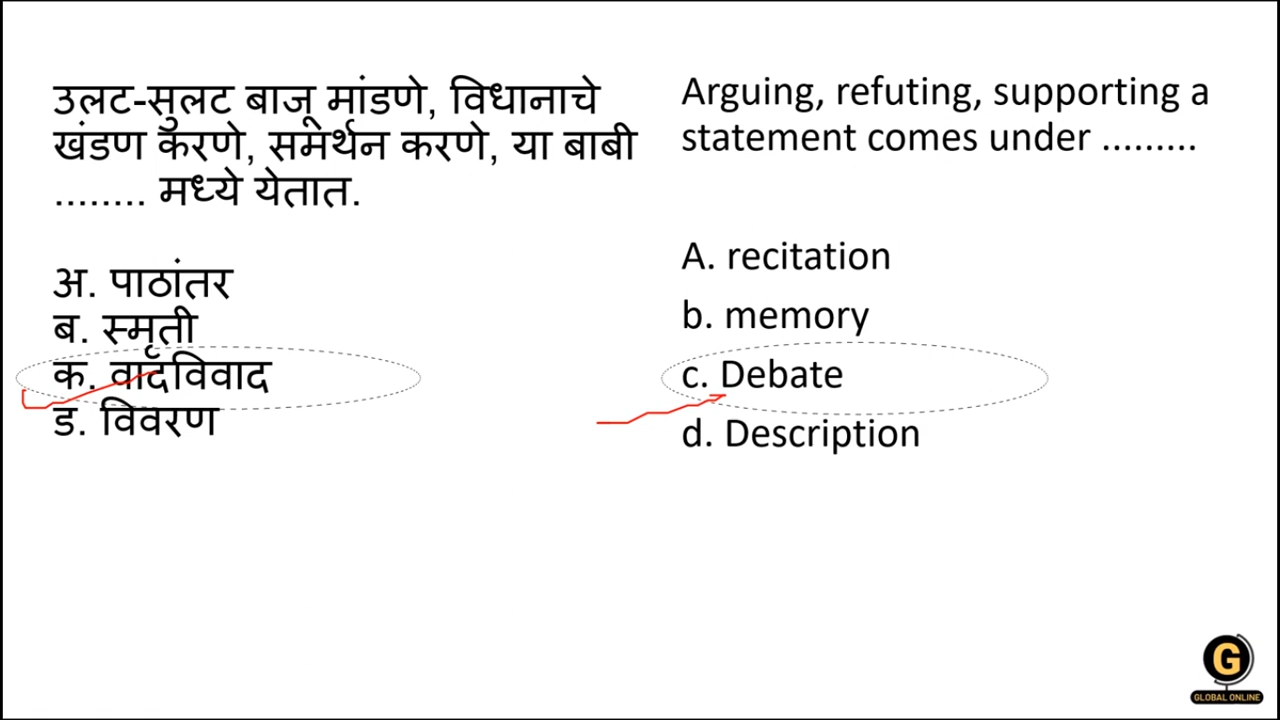 उलट-सुलट बाजू मांडणे, विधानाचे
खंडण करणे, समर्थन करणे, या बाबी
........ मध्ये येतात.
अ. पाठांतर
ब. स्मृती
क. वादविवाद
ड. विवरण
Arguing, refuting, supporting a
statement comes under .........
A. recitation
b. memory
c. Debate
d. Description
G
GLOBAL ONLINE